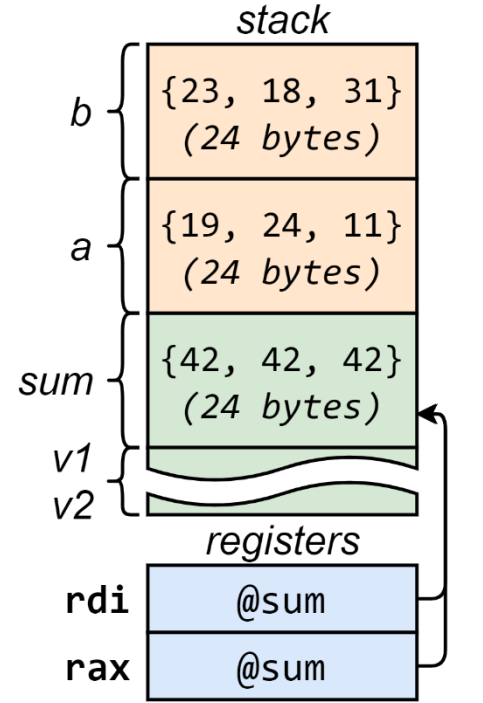 stack
b
{23, 18, 31}
(24 bytes)
a
{19, 24, 11}
(24 bytes)
sum
{42, 42, 42}
(24 bytes)
v1
v2
registers
rdi
@sum
rax
@sum